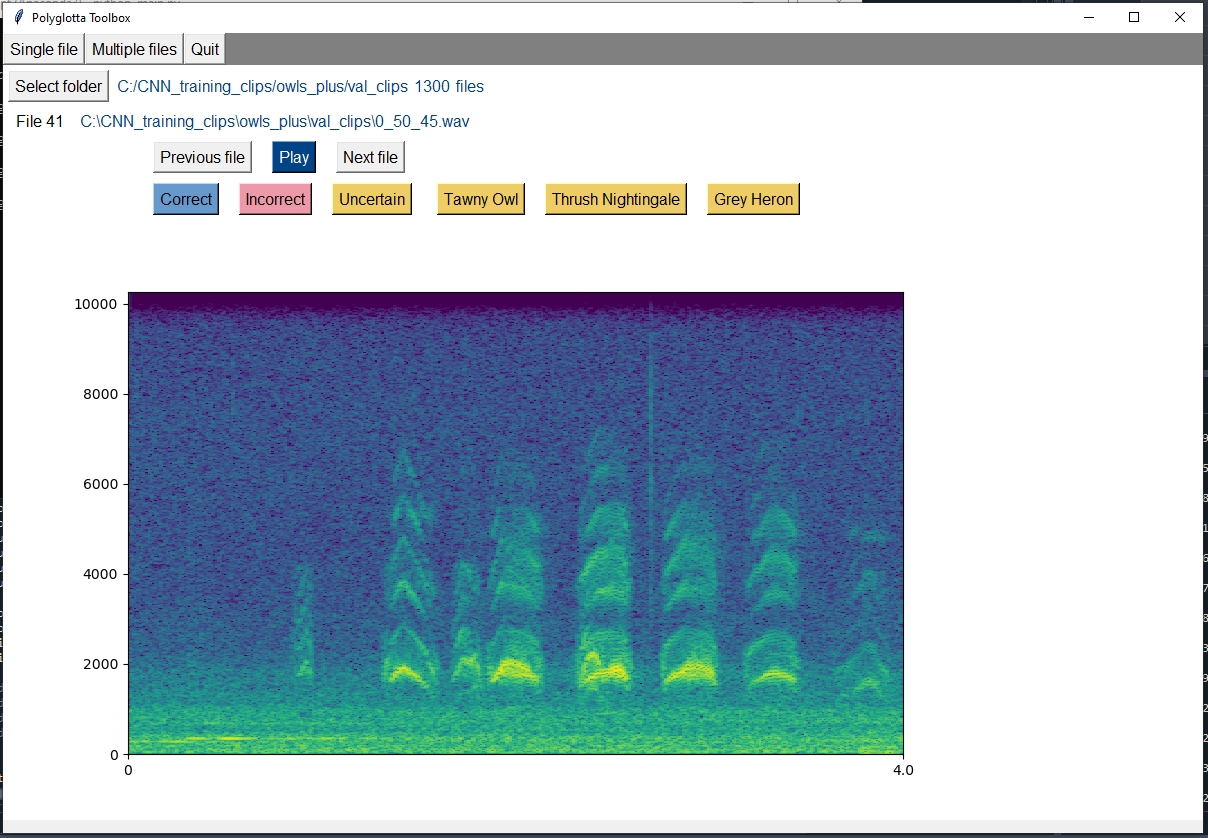 Polyglotta Toolbox
Single file Multiple files Quit
Select folder C:/CNN_training_clips/owls_plus/val_clips 1300 files
File 41 C:\CNN_training_clips\owls_plus\val_clips\0_50_45.wav
Previous file Play Next file
Correct Incorrect Uncertain Tawny Owl Thrush Nightingale Grey Heron
10000
8000
6000
4000
2000
0
0 4.0